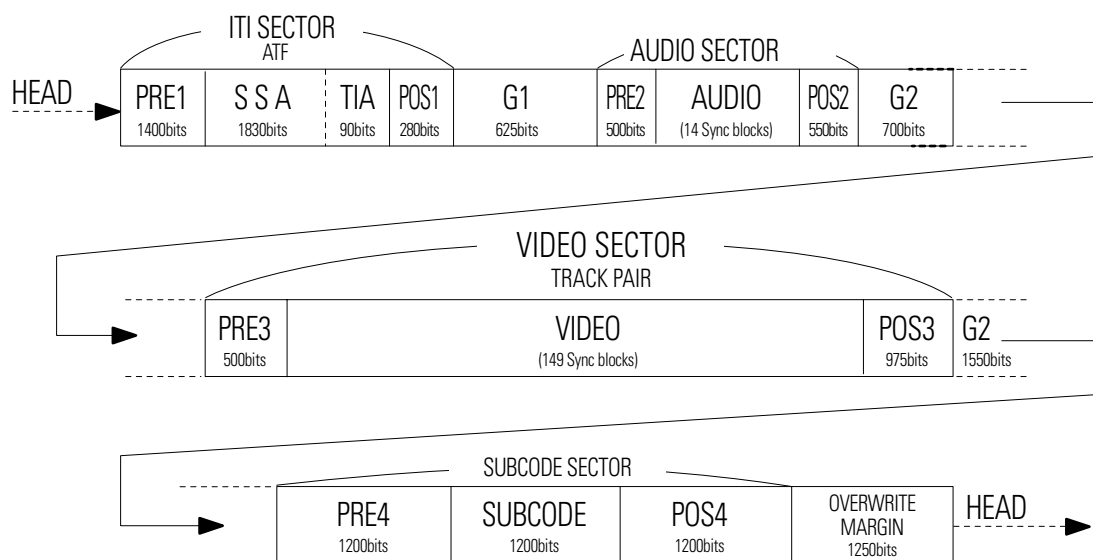 ITI SECTOR
ATF
AUDIO SECTOR
HEAD
PRE1 S S A TIA POS1 G1 PRE2 AUDIO POS2 G2
1400bits 1830bits 90bits 280bits 625bits 500bits (14 Sync blocks) 550bits 700bits
VIDEO SECTOR
TRACK PAIR
PRE3 VIDEO POS3 G2
500bits (149 Sync blocks) 975bits 1550bits
SUBCODE SECTOR
PRE4 SUBCODE POS4 OVERWRITE MARGIN HEAD
1200bits 1200bits 1200bits 1250bits